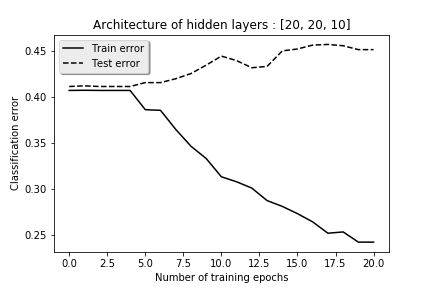 Architecture of hidden layers : [20, 20, 10]
Train error
Test error
Classification error
0.45
0.40
0.35
0.30
0.25
0.0 2.5 5.0 7.5 10.0 12.5 15.0 17.5 20.0
Number of training epochs